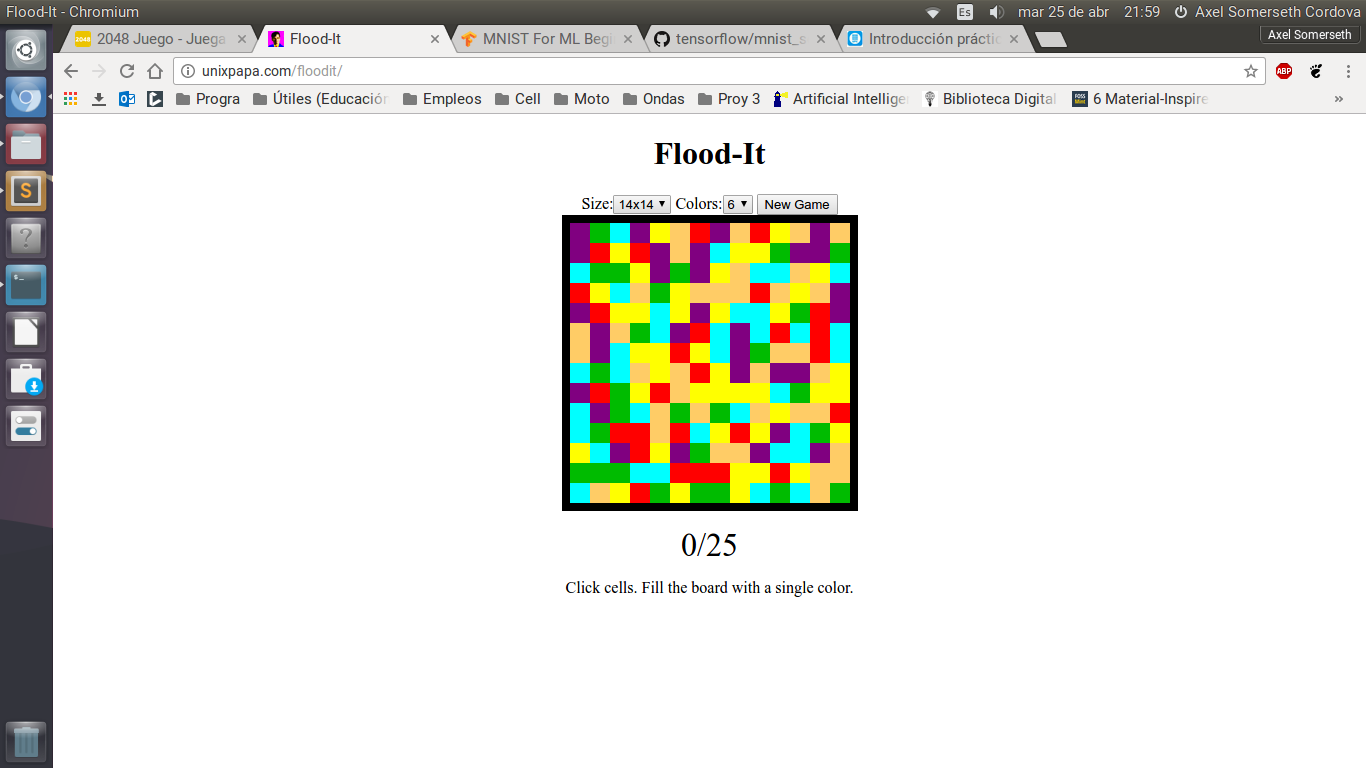 Flood-It - Chromium
Es
mar 25 de abr
21:59
Axel Somerseth Cordova
2048
2048 Juego - Juega
Flood-It
MNIST For ML Begi
tensorflow/mnist_s
Introducción práctic
Axel Somerseth
unixpapa.com/floodit/
ABP
Progra
Útiles (Educación
Empleos
Cell
Moto
Ondas
Proy 3
Artificial Intellige
Biblioteca Digital
6 Material-Inspire
»
Flood-It
Size: 14x14 Colors: 6 New Game
0/25
Click cells. Fill the board with a single color.